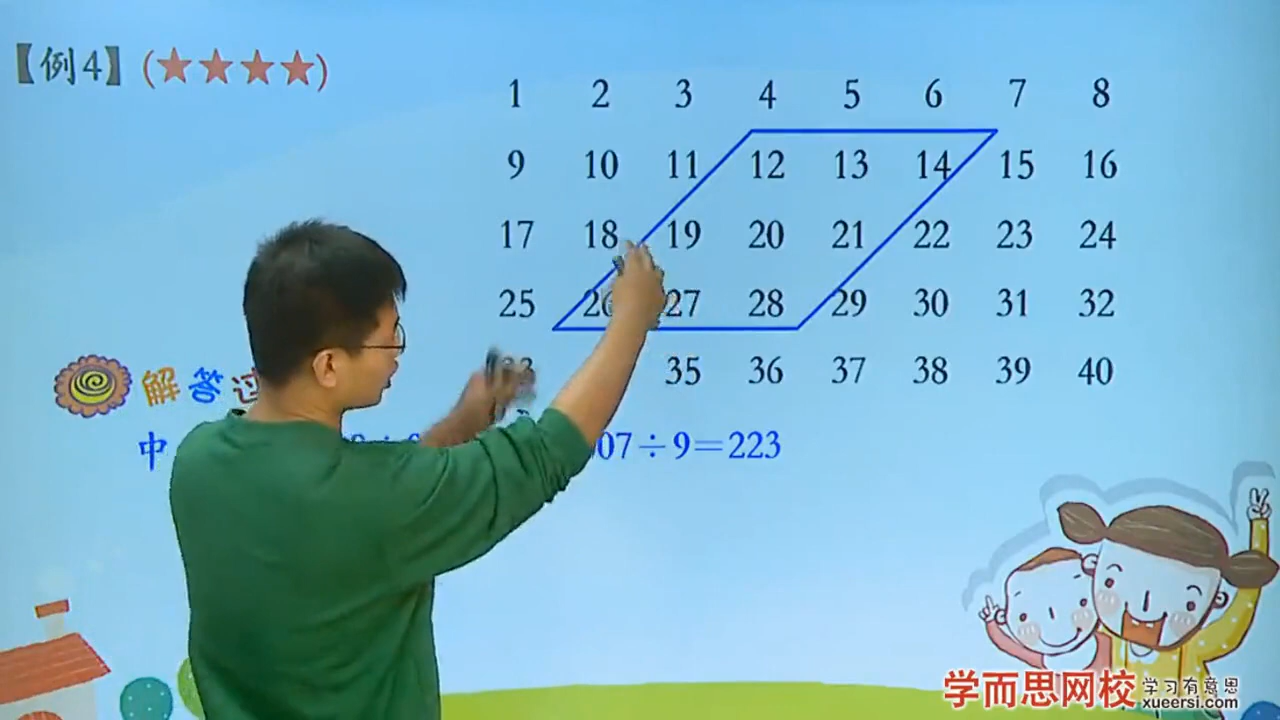 【例4】(★★★★)
1 2 3 4 5 6 7 8
9 10 11 12 13 14 15 16
17 18 19 20 21 22 23 24
25 26 27 28 29 30 31 32
35 36 37 38 39 40
解答过
中 07÷9=223
学而思网校 学习有意思
xueersi.com